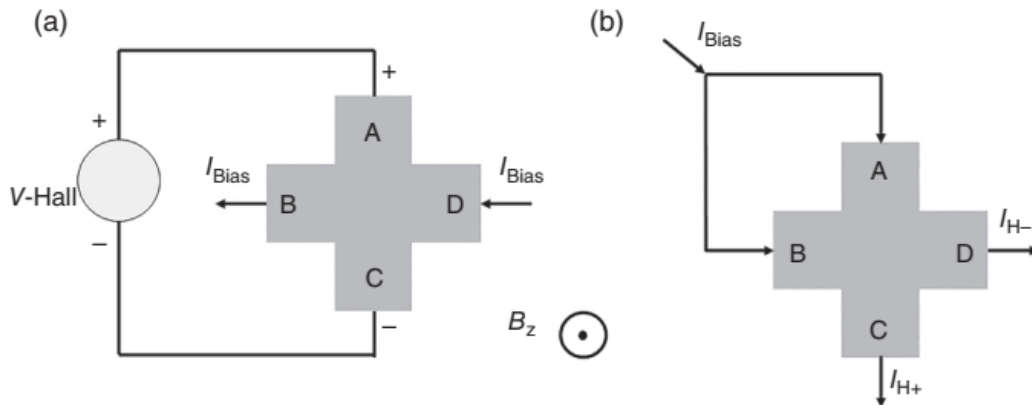 (a)
+
A
+
V-Hall
–
I_Bias
B
D
I_Bias
C
–
B_z
(b)
I_Bias
A
B
D
I_H–
C
I_H+